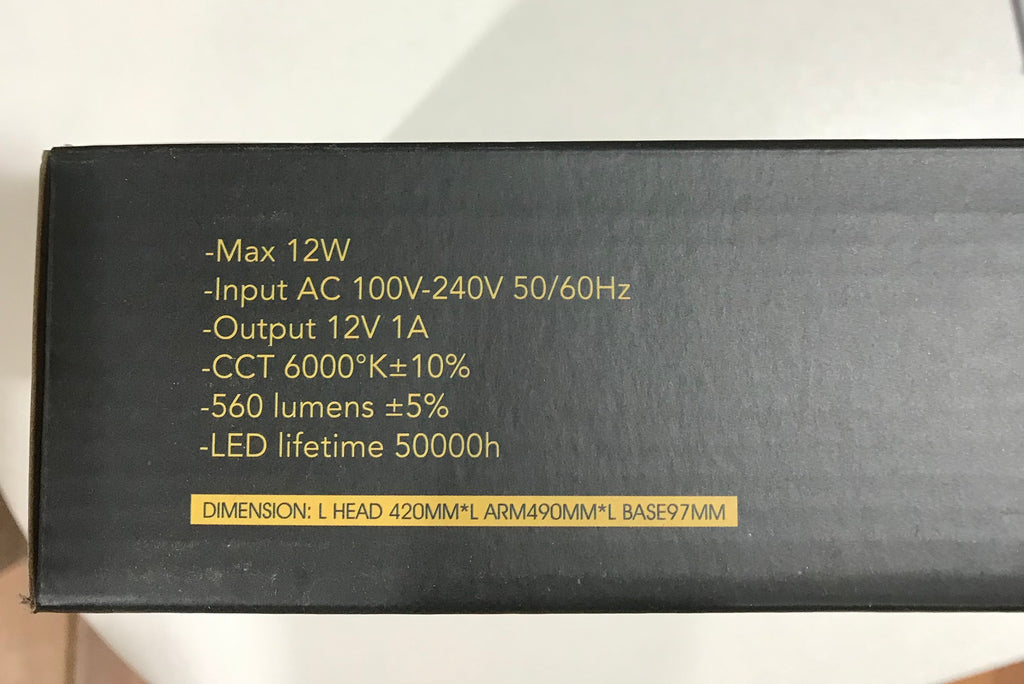 -Max 12W
-Input AC 100V-240V 50/60Hz
-Output 12V 1A
-CCT 6000°K±10%
-560 lumens ±5%
-LED lifetime 50000h
DIMENSION: L HEAD 420MM*L ARM490MM*L BASE97MM